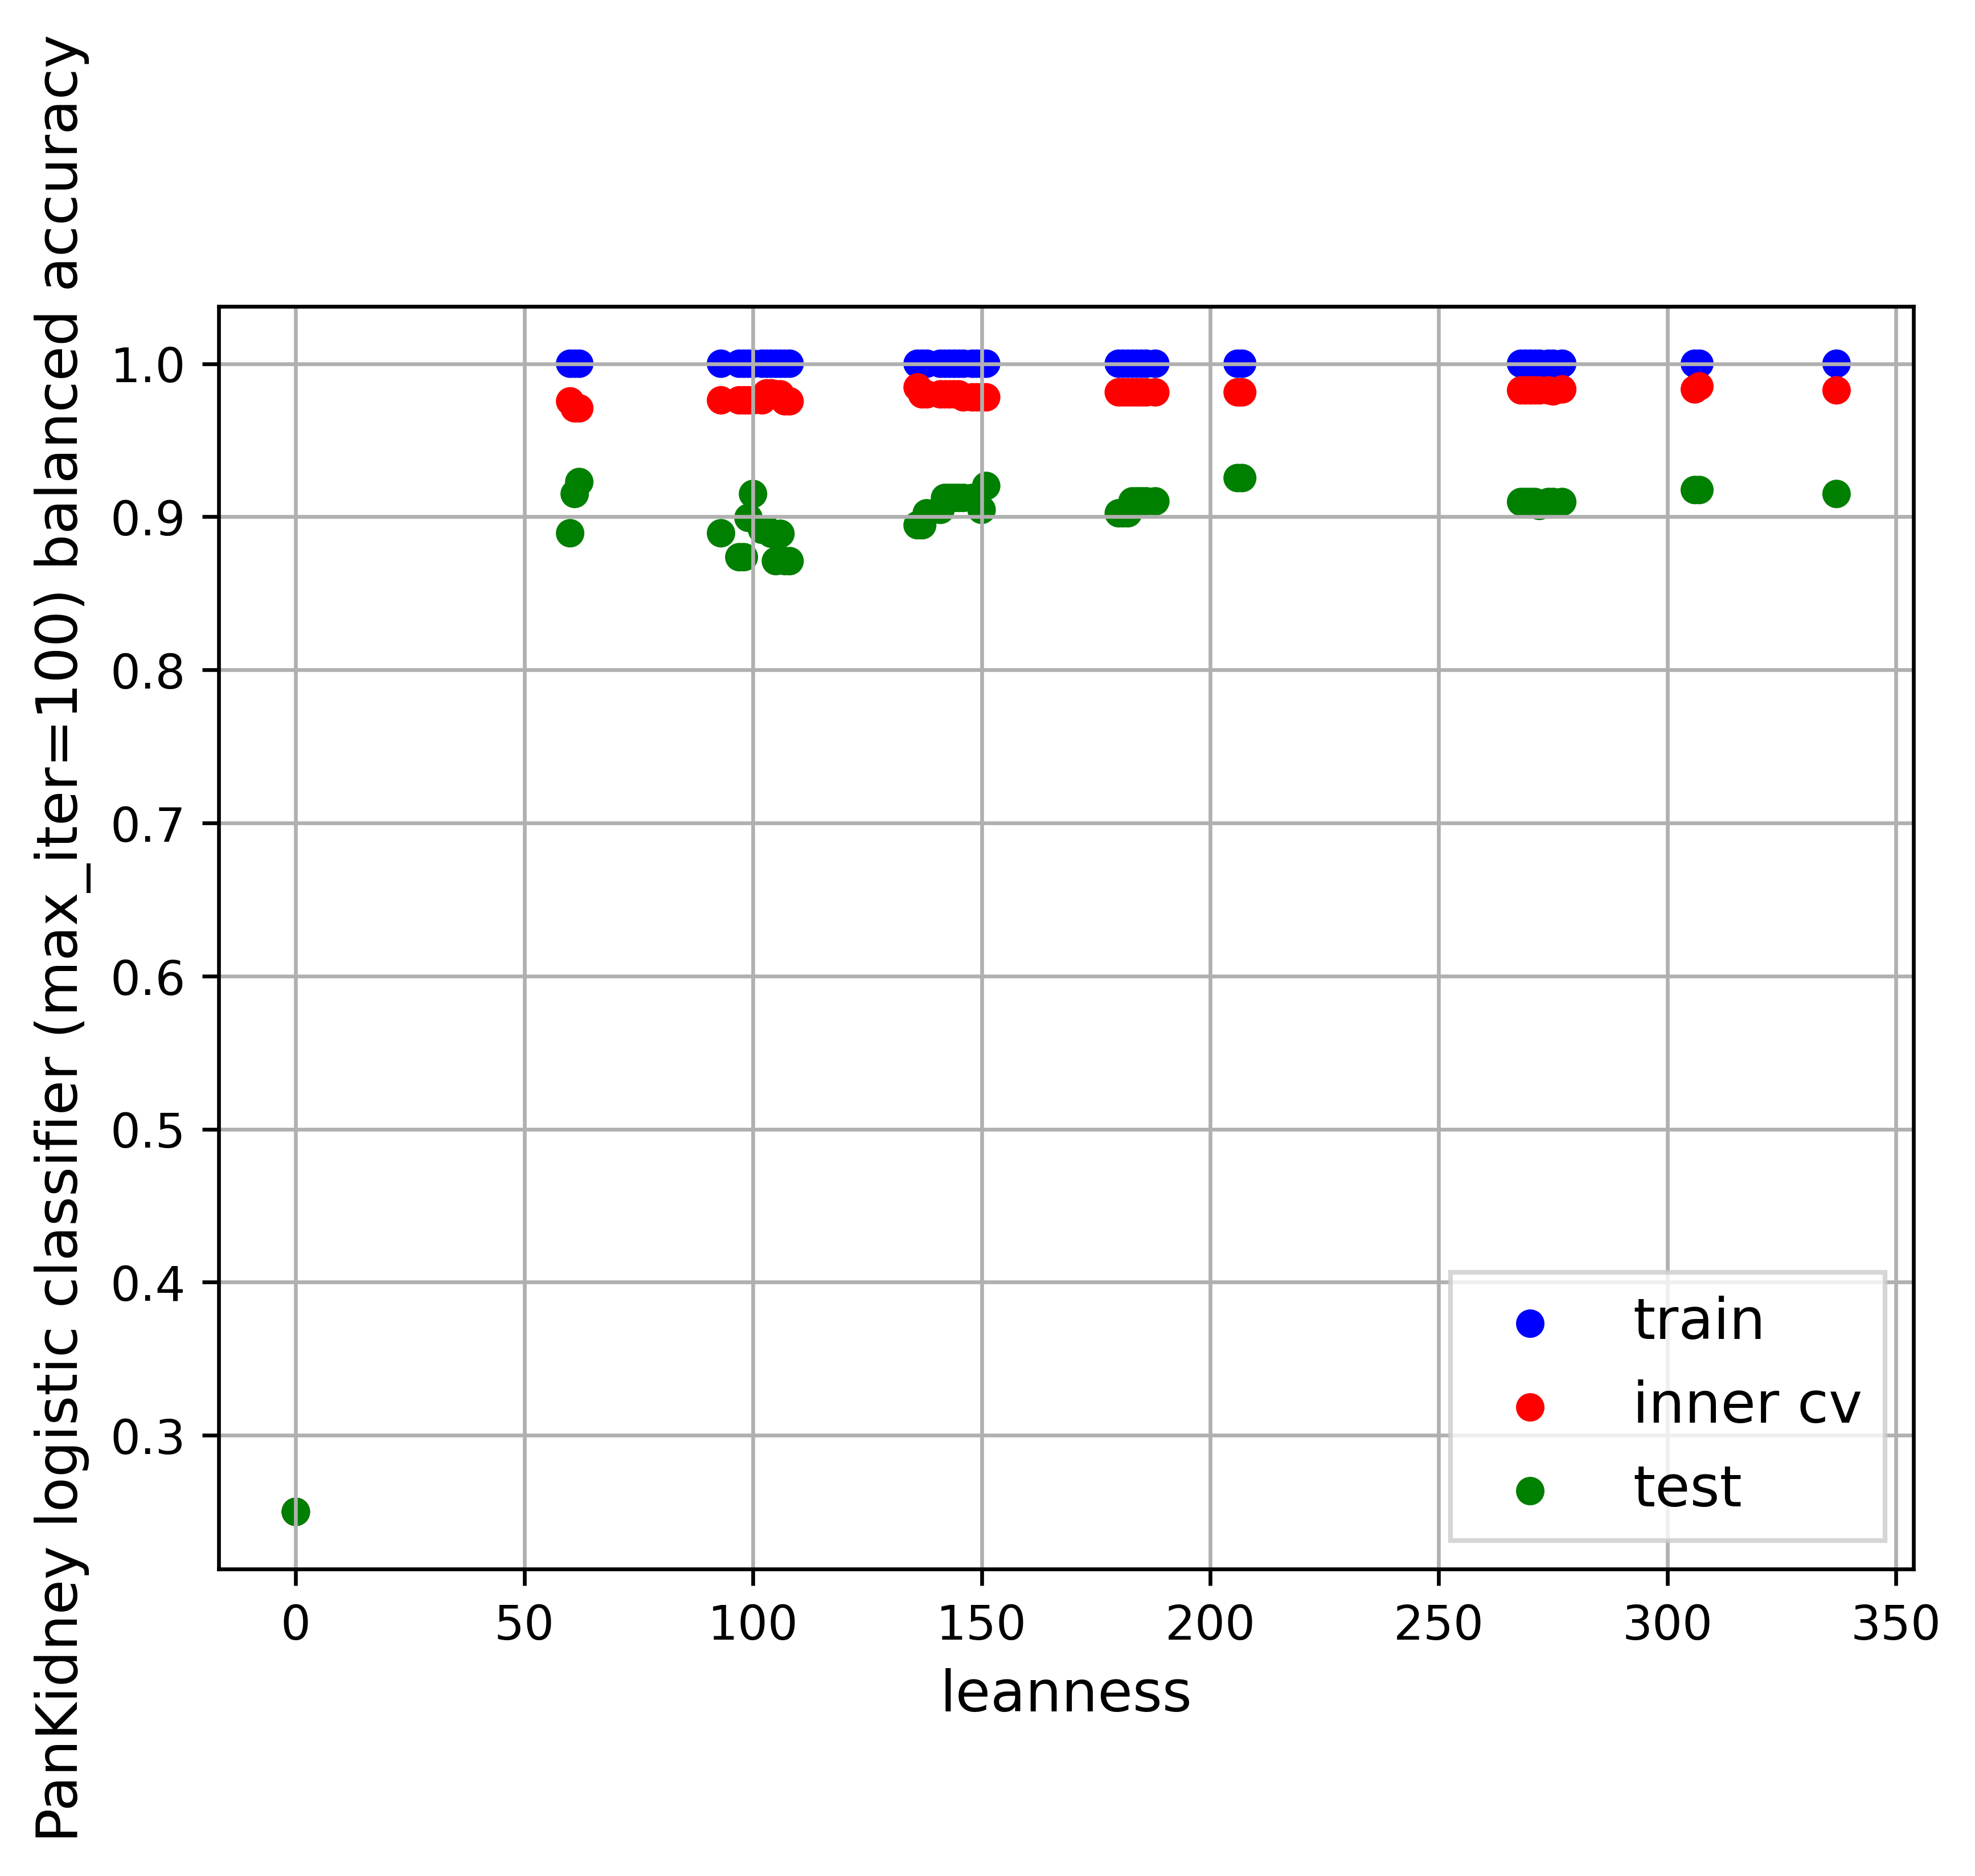 PanKidney logistic classifier (max_iter=100) balanced accuracy
1.0
0.9
0.8
0.7
0.6
0.5
0.4
0.3
train
inner cv
test
0 50 100 150 200 250 300 350
leanness